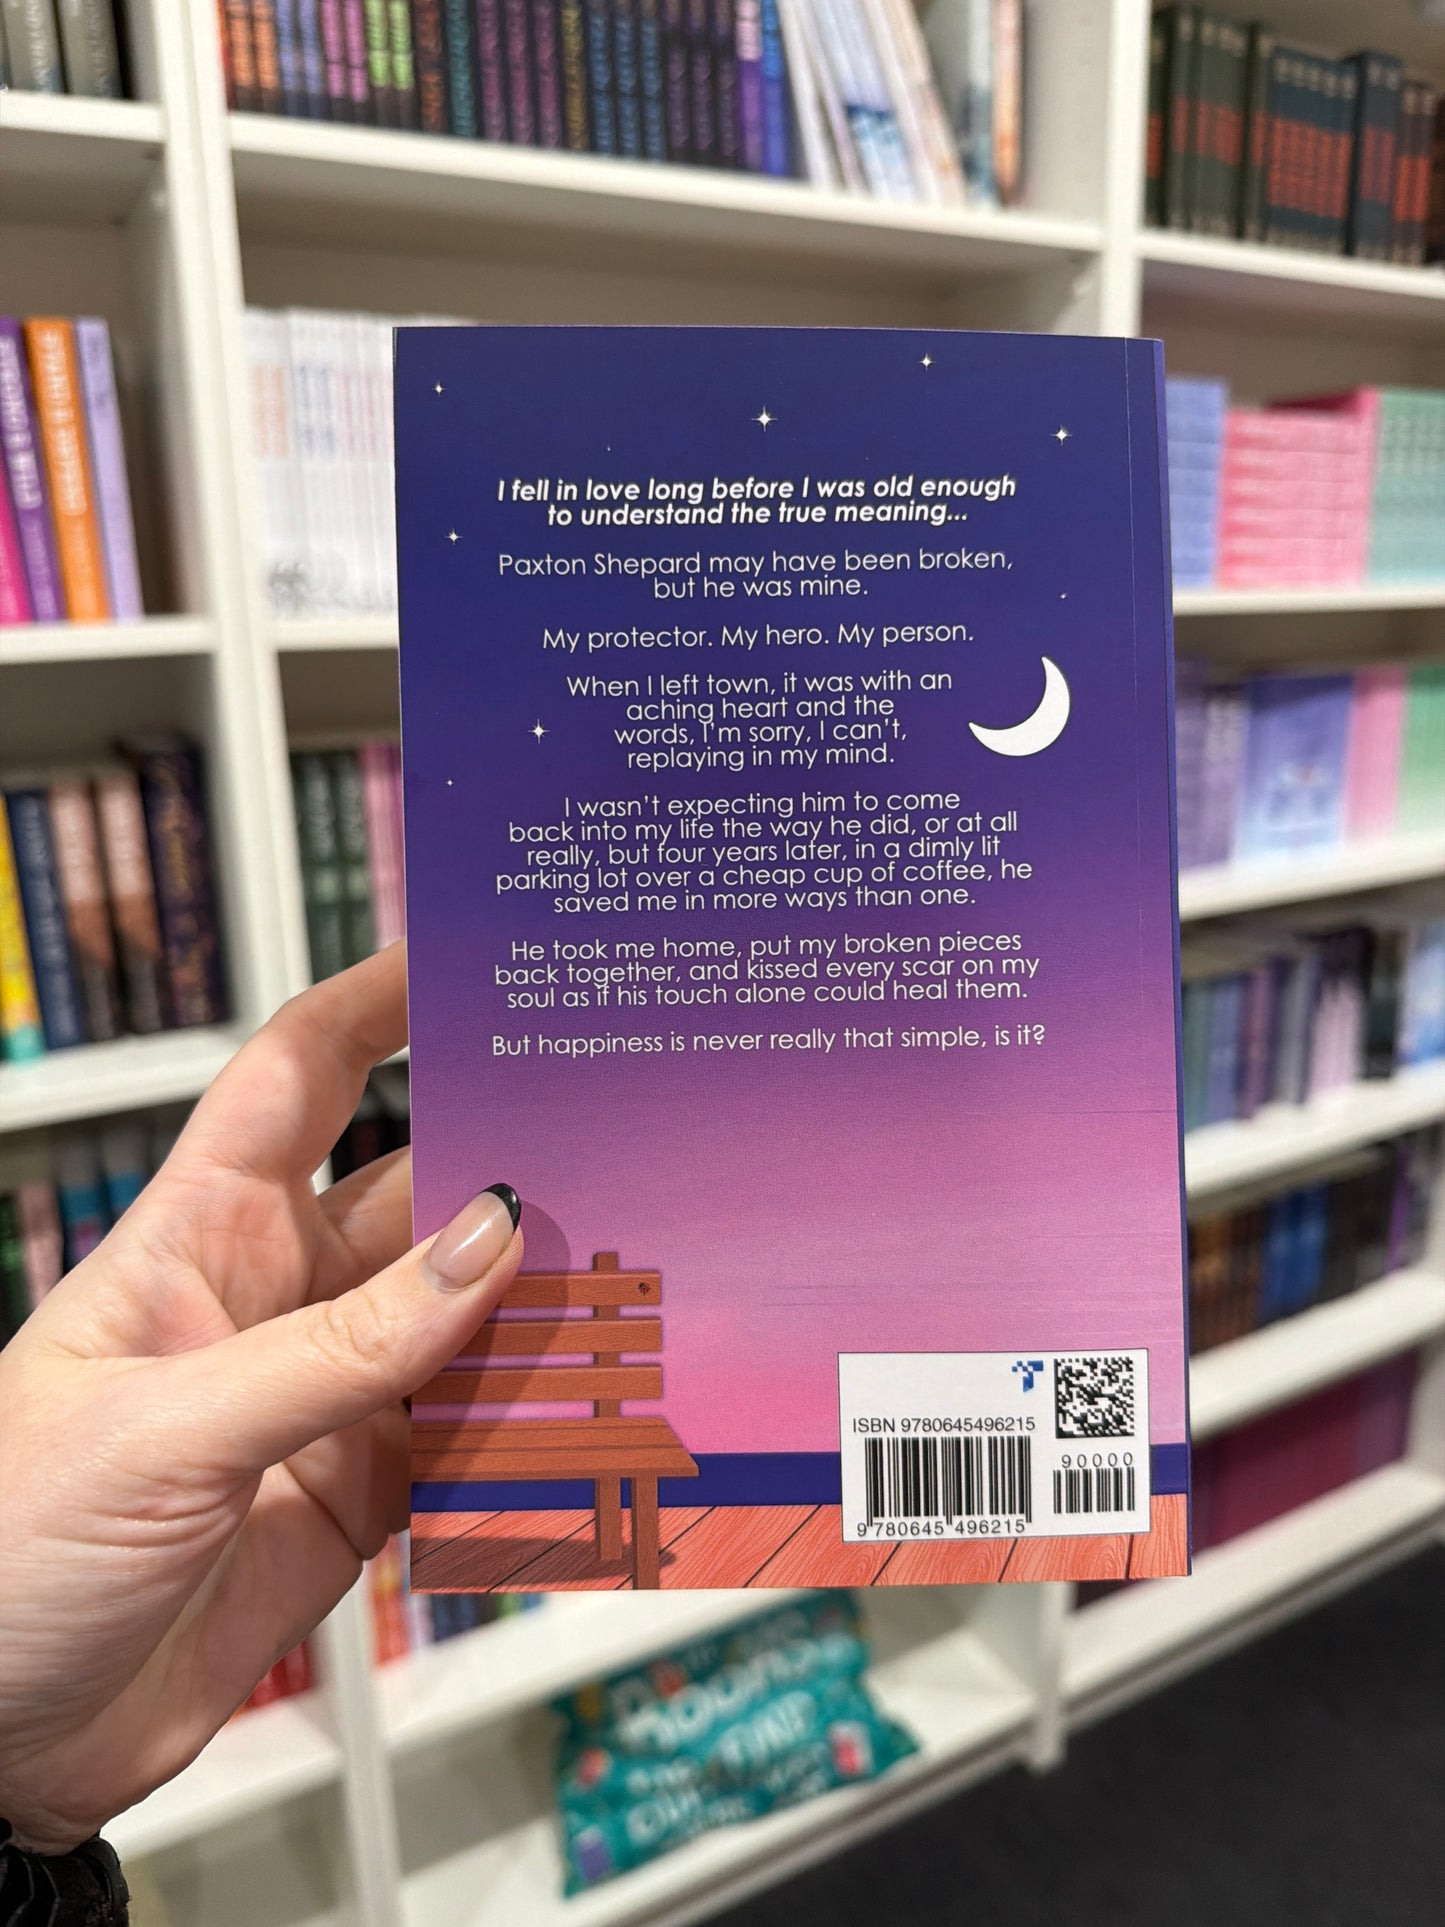 I fell in love long before I was old enough
to understand the true meaning...
Paxton Shepard may have been broken,
but he was mine.
My protector. My hero. My person.
When I left town, it was with an
aching heart and the
words, I'm sorry, I can't,
replaying in my mind.
I wasn't expecting him to come
back into my life the way he did, or at all
really, but four years later, in a dimly lit
parking lot over a cheap cup of coffee, he
saved me in more ways than one.
He took me home, put my broken pieces
back together, and kissed every scar on my
soul as if his touch alone could heal them.
But happiness is never really that simple, is it?
ISBN 9780645496215
90000
9 780645 496215